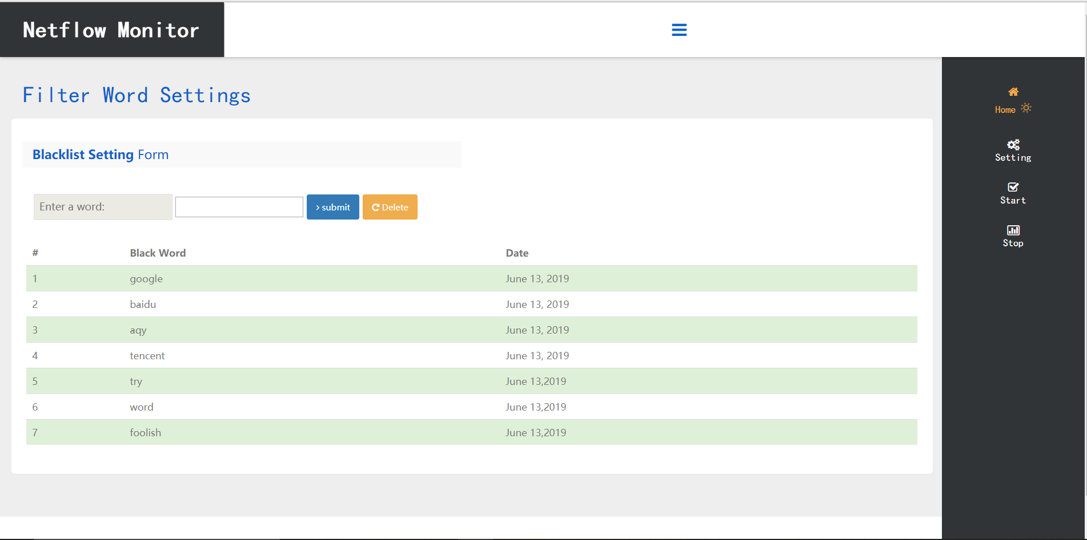 Netflow Monitor
Filter Word Settings
Blacklist Setting Form
Enter a word: submit Delete
# Black Word Date
1 google June 13, 2019
2 baidu June 13, 2019
3 aqy June 13, 2019
4 tencent June 13, 2019
5 try June 13,2019
6 word June 13,2019
7 foolish June 13,2019
Home
Setting
Start
Stop